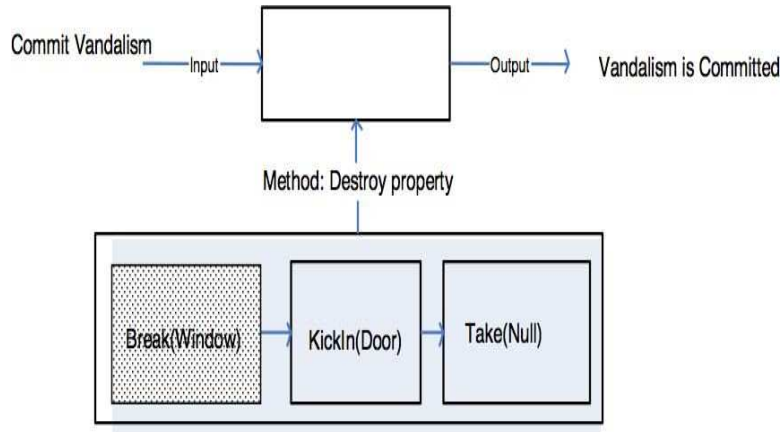 Commit Vandalism
Input
Output
Vandalism is Committed
Method: Destroy property
Break(Window)
KickIn(Door)
Take(Null)